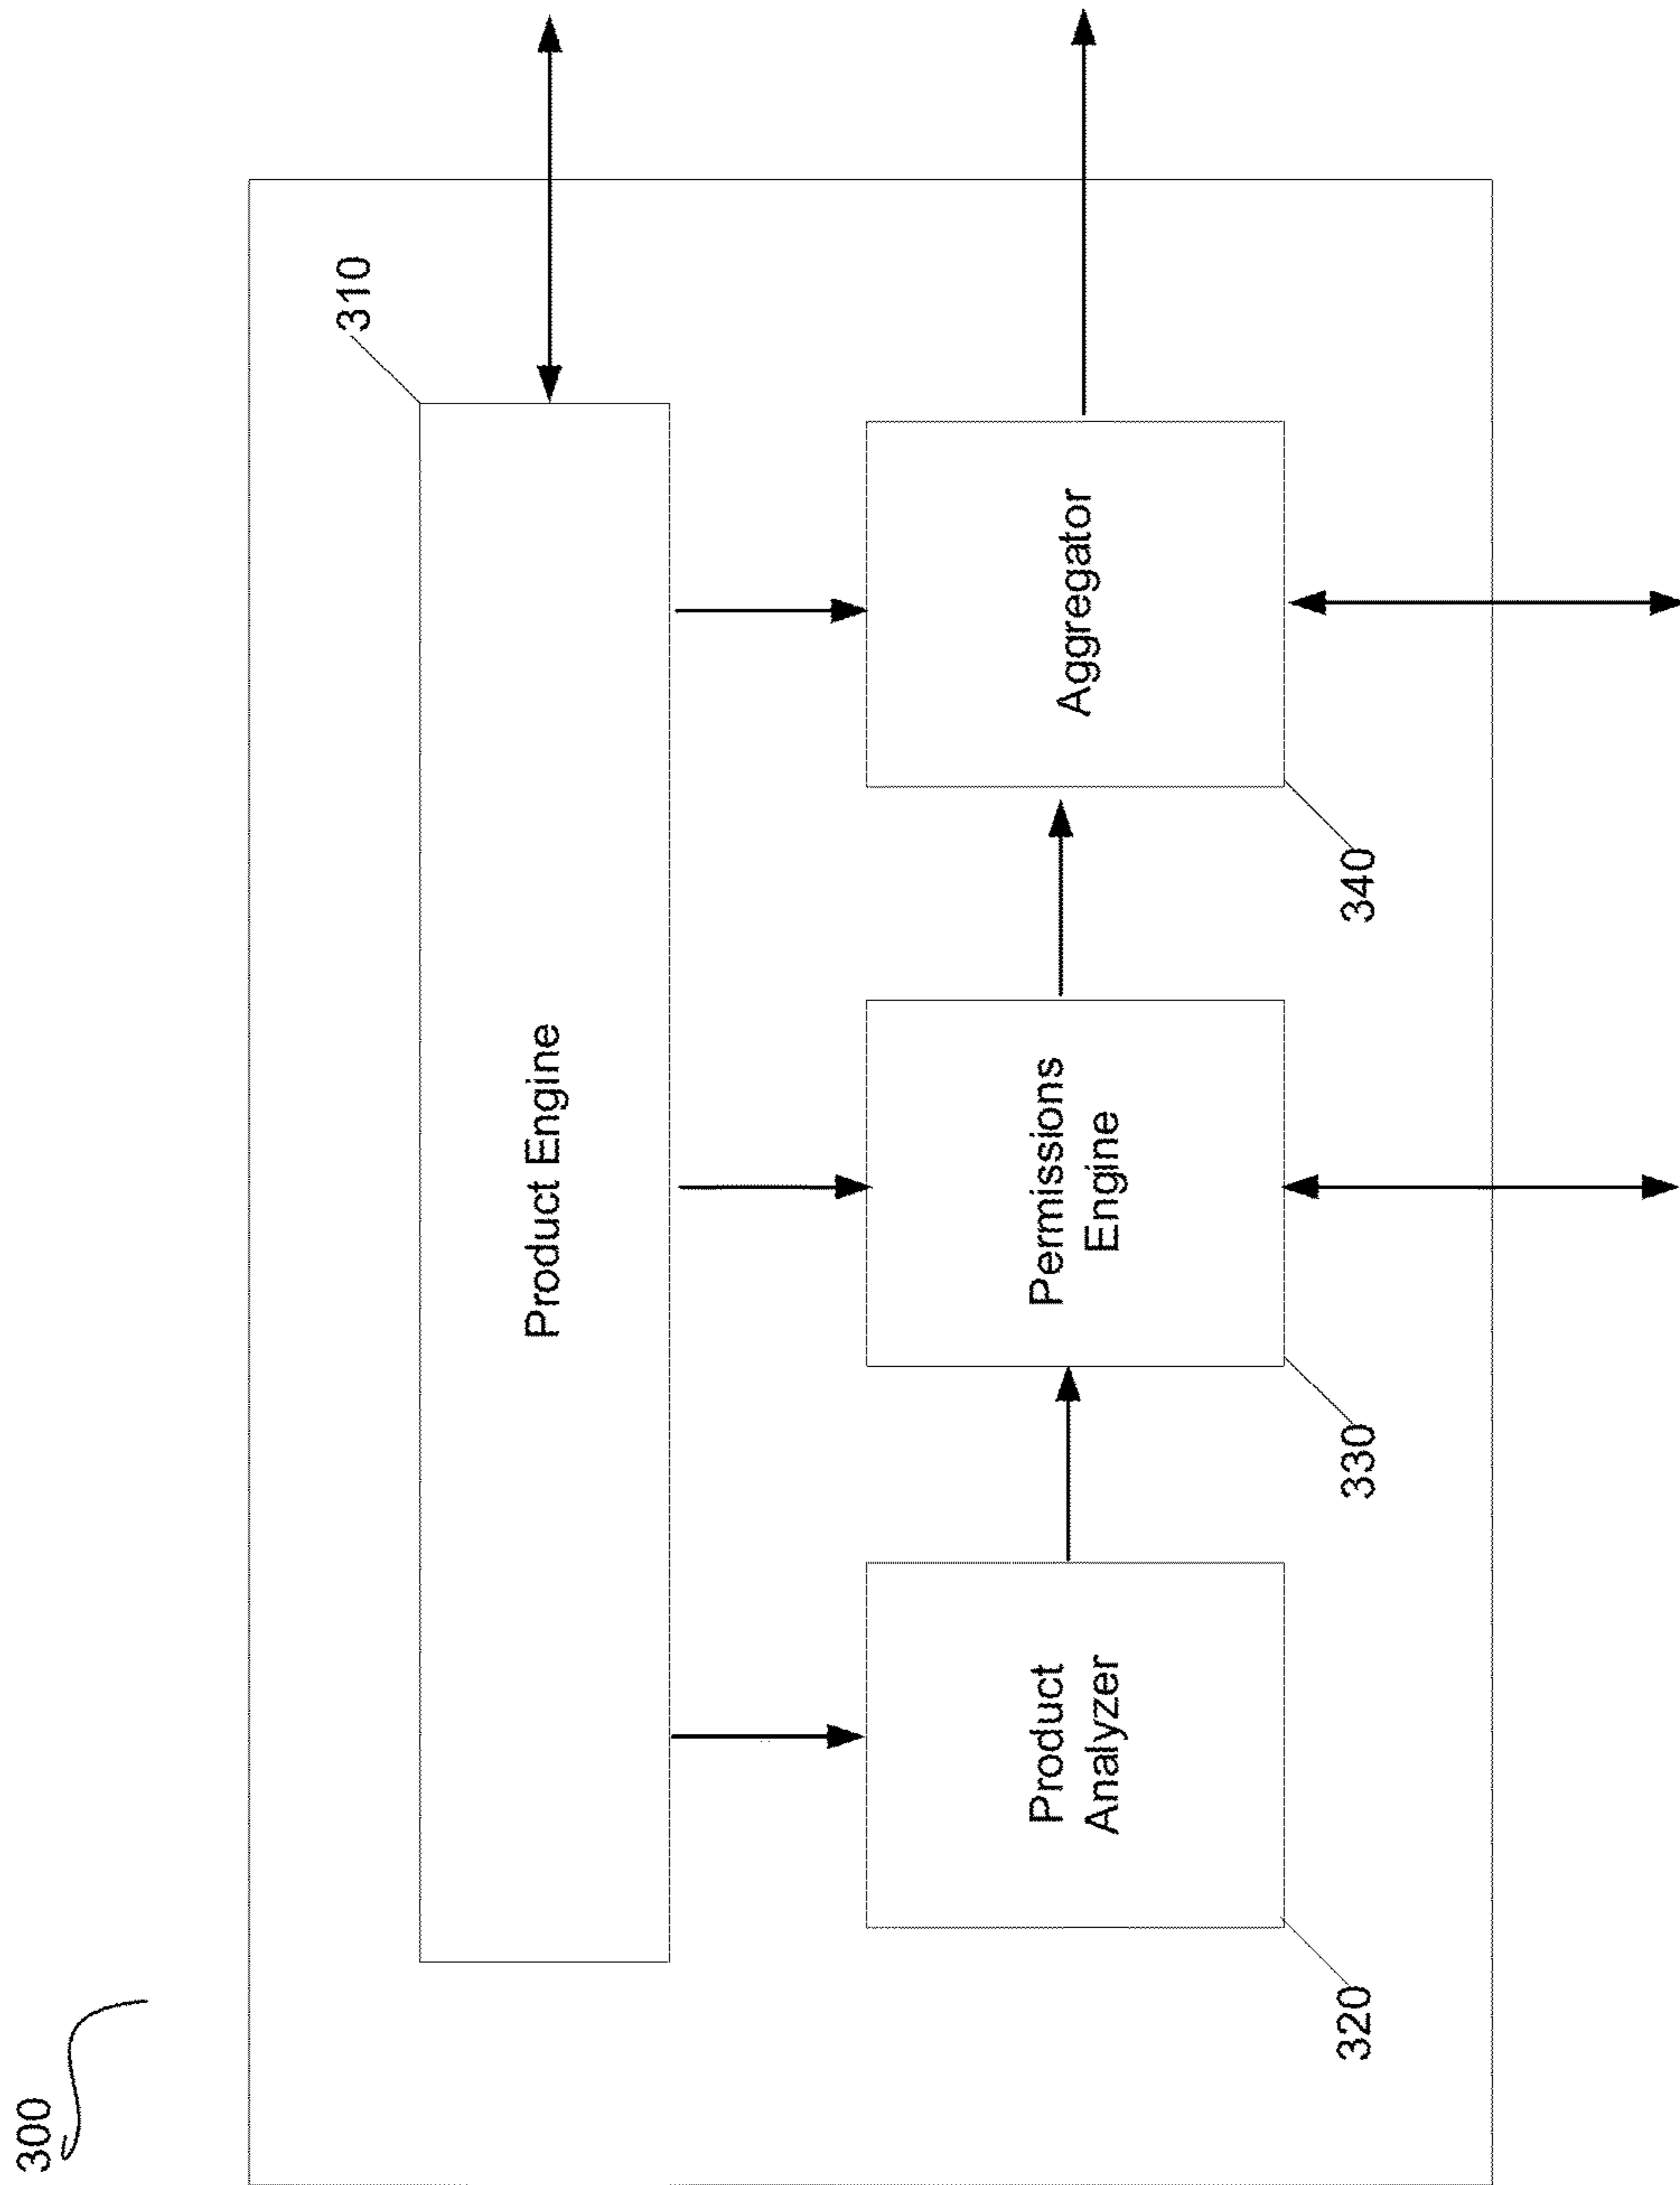 300
310
Product Engine
Product
Analyzer
Permissions
Engine
Aggregator
320
330
340